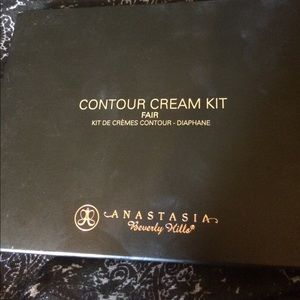 CONTOUR CREAM KIT
FAIR
KIT DE CRÈMES CONTOUR - DIAPHANE
ANASTASIA
Beverly Hills®